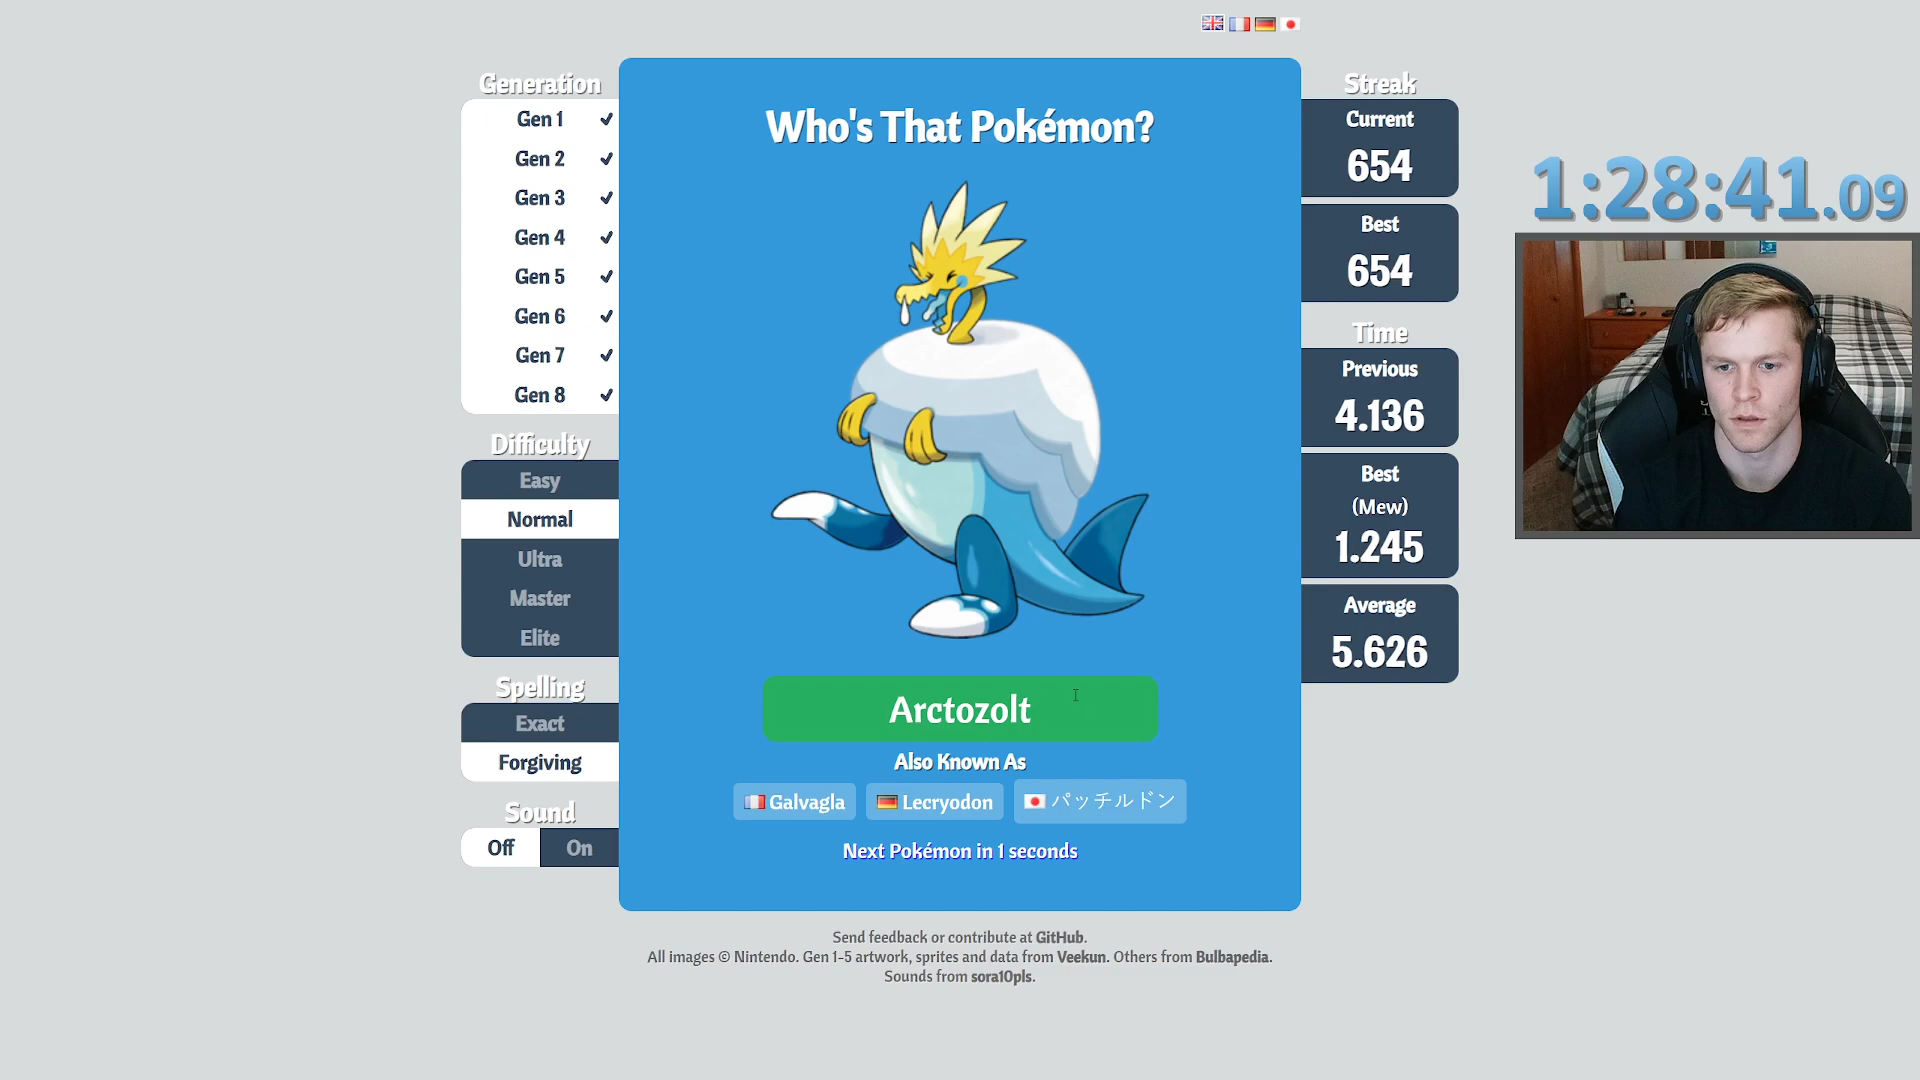 Generation
Gen 1
Gen 2
Gen 3
Gen 4
Gen 5
Gen 6
Gen 7
Gen 8
Difficulty
Easy
Normal
Ultra
Master
Elite
Spelling
Exact
Forgiving
Sound
Off On
Who's That Pokémon?
Arctozolt
Also Known As
Galvagla Lecryodon パッチルドン
Next Pokémon in 1 seconds
Streak
Current
654
Best
654
Time
Previous
4.136
Best
(Mew)
1.245
Average
5.626
1:28:41.09
Send feedback or contribute at GitHub.
All images © Nintendo. Gen 1-5 artwork, sprites and data from Veekun. Others from Bulbapedia.
Sounds from sora10pls.